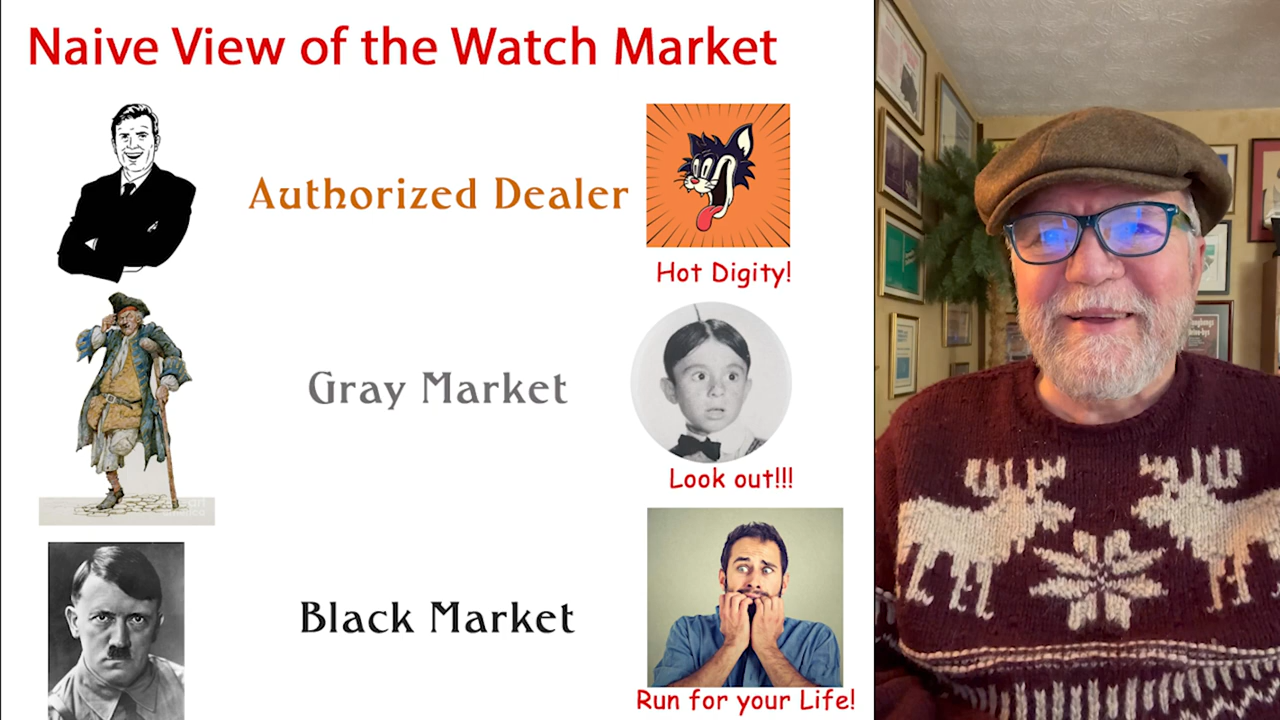 Naive View of the Watch Market
Authorized Dealer
Hot Digity!
Gray Market
Look out!!!
Black Market
Run for your Life!